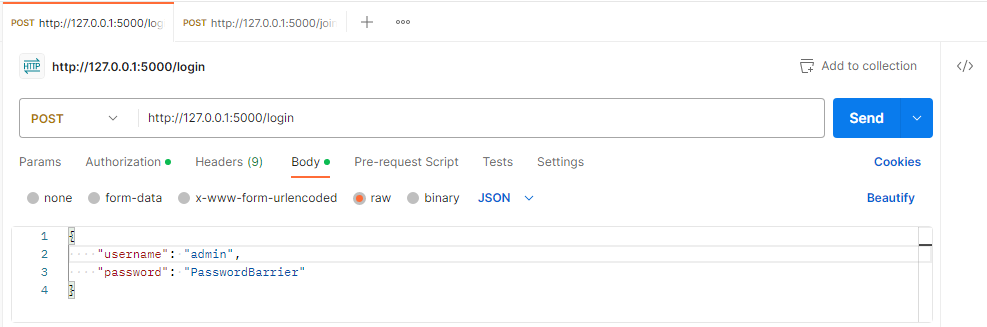 POST http://127.0.0.1:5000/log POST http://127.0.0.1:5000/join
HTTP http://127.0.0.1:5000/login Add to collection
POST http://127.0.0.1:5000/login Send
Params Authorization Headers (9) Body Pre-request Script Tests Settings Cookies
none form-data x-www-form-urlencoded raw binary JSON Beautify
1 {
2 "username": "admin",
3 "password": "PasswordBarrier"
4 }